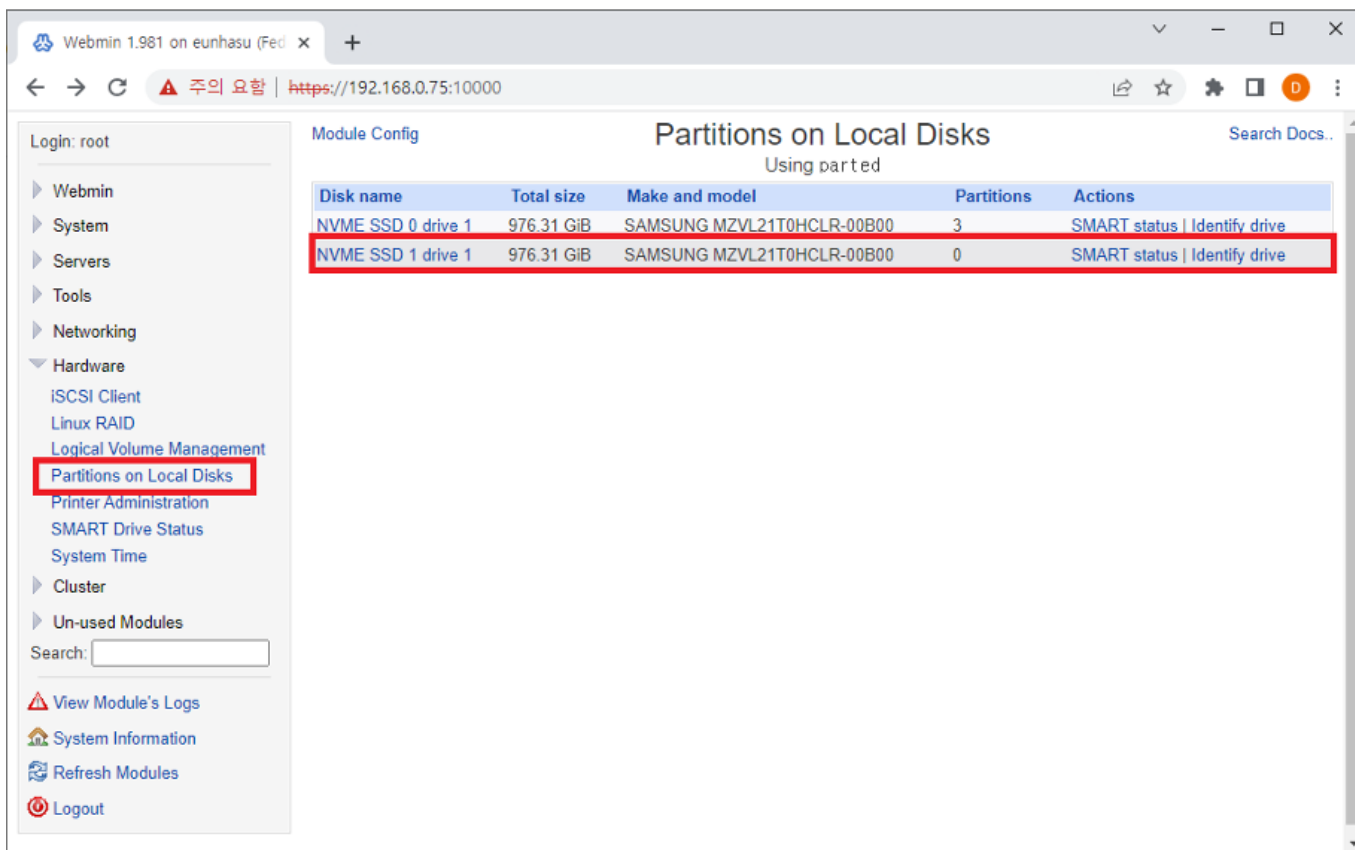 Webmin 1.981 on eunhasu (Fed
주의 요함 | https://192.168.0.75:10000
D
Login: root
Webmin
System
Servers
Tools
Networking
Hardware
iSCSI Client
Linux RAID
Logical Volume Management
Partitions on Local Disks
Printer Administration
SMART Drive Status
System Time
Cluster
Un-used Modules
Search:
View Module's Logs
System Information
Refresh Modules
Logout
Module Config
Partitions on Local Disks
Search Docs..
Using parted
Disk name Total size Make and model Partitions Actions
NVME SSD 0 drive 1 976.31 GiB SAMSUNG MZVL21T0HCLR-00B00 3 SMART status | Identify drive
NVME SSD 1 drive 1 976.31 GiB SAMSUNG MZVL21T0HCLR-00B00 0 SMART status | Identify drive